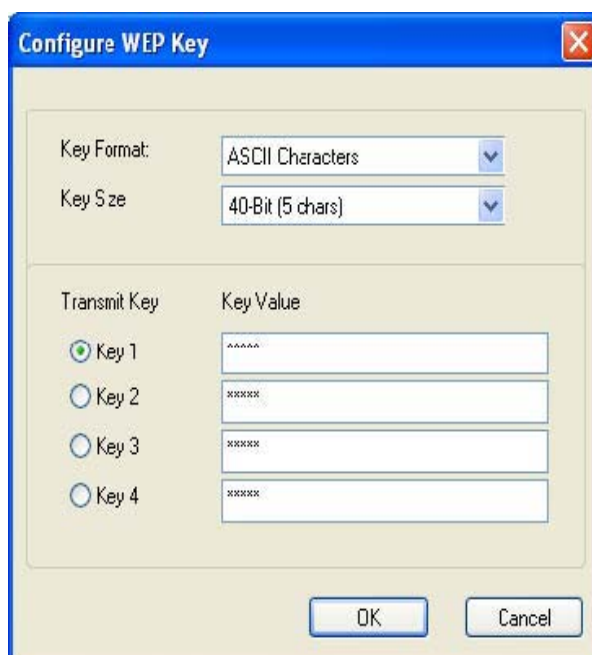 Configure WEP Key
Key Format: ASCII Characters
Key Size 40-Bit (5 chars)
Transmit Key Key Value
Key 1 *****
Key 2 *****
Key 3 *****
Key 4 *****
OK Cancel